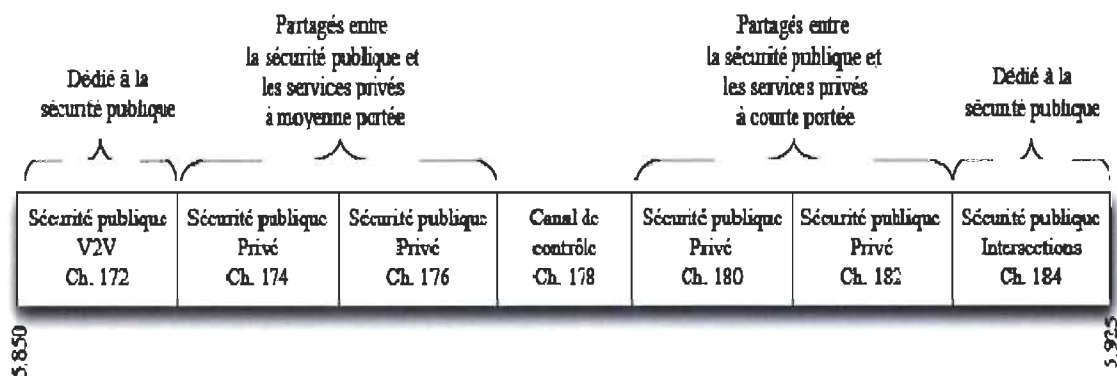 Partagés entre
la sécurité publique et
les services privés
à moyenne portée
Partagés entre
la sécurité publique et
les services privés
à courte portée
Dédié à la
sécurité publique
Dédié à la
sécurité publique
Sécurité publique
V2V
Ch. 172
Sécurité publique
Privé
Ch. 174
Sécurité publique
Privé
Ch. 176
Canal de
contrôle
Ch. 178
Sécurité publique
Privé
Ch. 180
Sécurité publique
Privé
Ch. 182
Sécurité publique
Interacctions
Ch. 184
5.850
5.925